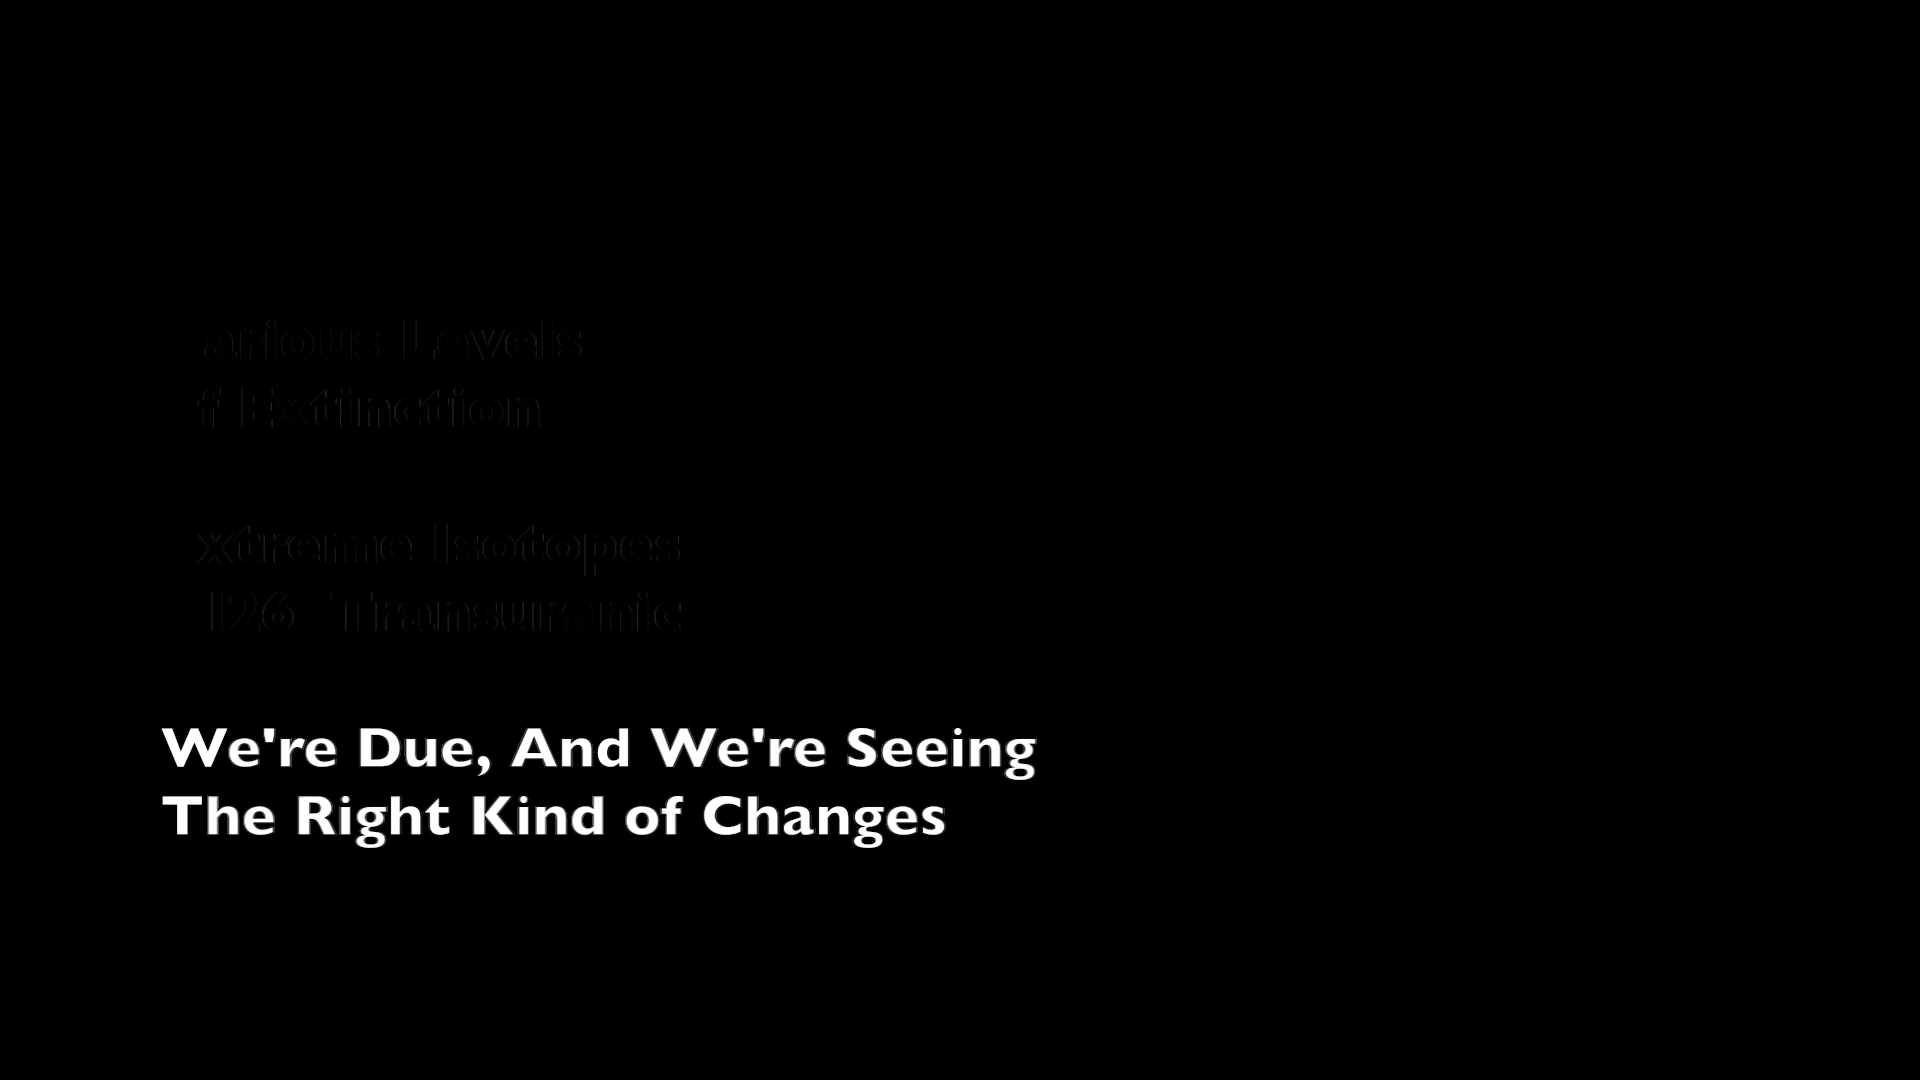 arious Levels
f Extinction
xtreme Isotopes
126, Transuranic
We're Due, And We're Seeing
The Right Kind of Changes